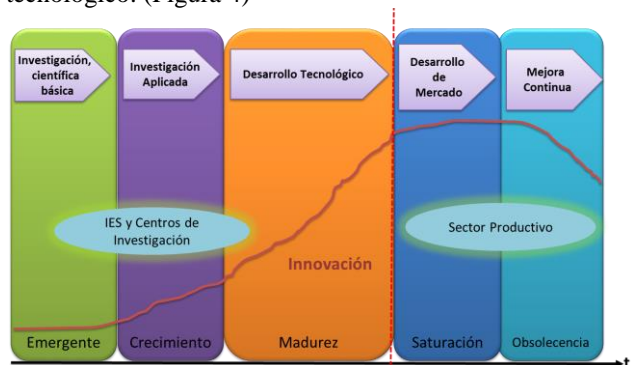 tecnológico. (Figura 4)
Investigación,
científica
básica
Investigación
Aplicada
Desarrollo Tecnológico
Desarrollo
de
Mercado
Mejora
Continua
IES y Centros de
Investigación
Sector Productivo
Innovación
Emergente
Crecimiento
Madurez
Saturación
Obsolecencia
t